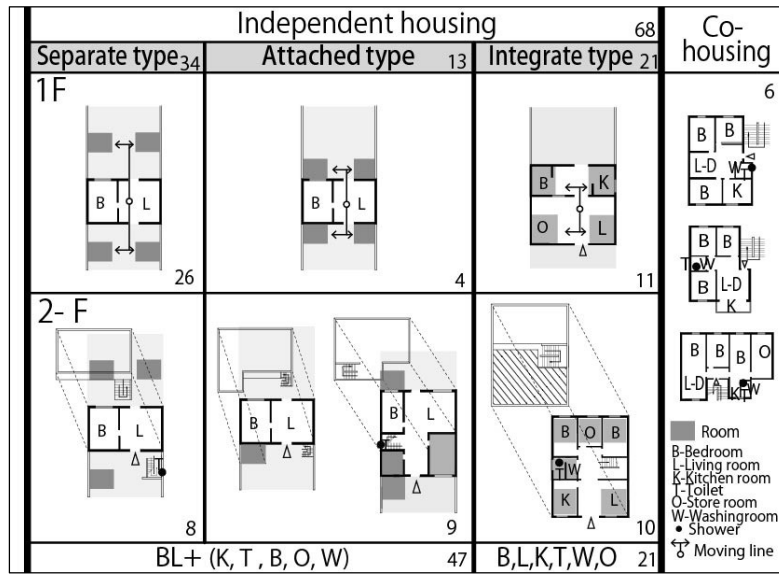 Independent housing 68
Co-
housing
6
Separate type 34
Attached type 13
Integrate type 21
1F
B L
26
B L
4
B K
O L
11
2- F
B L
8
B L
B L
9
B O B
T W
K L
10
BL+ (K, T , B, O, W) 47
B,L,K,T,W,O 21
B B
L-D W
T
B K
B B
T W
B L-D
K
B B B O
L-D K T W
Room
B-Bedroom
L-Living room
K-Kitchen room
T-Toilet
O-Store room
W-Washingroom
Shower
Moving line